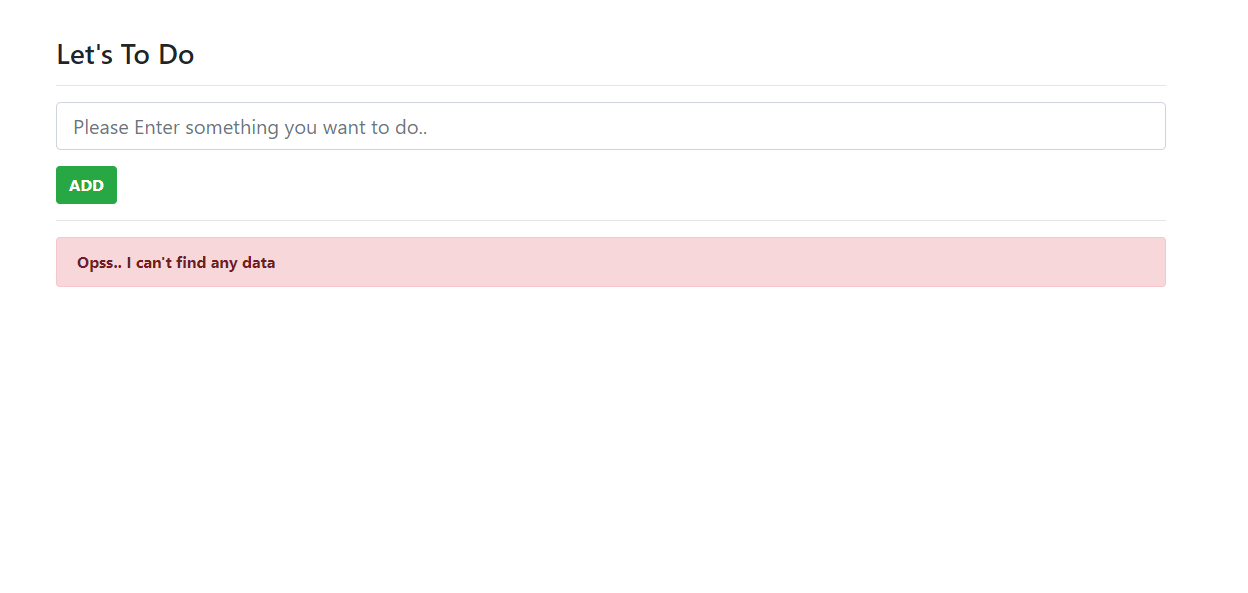 Let's To Do
Please Enter something you want to do..
ADD
Opss.. I can't find any data